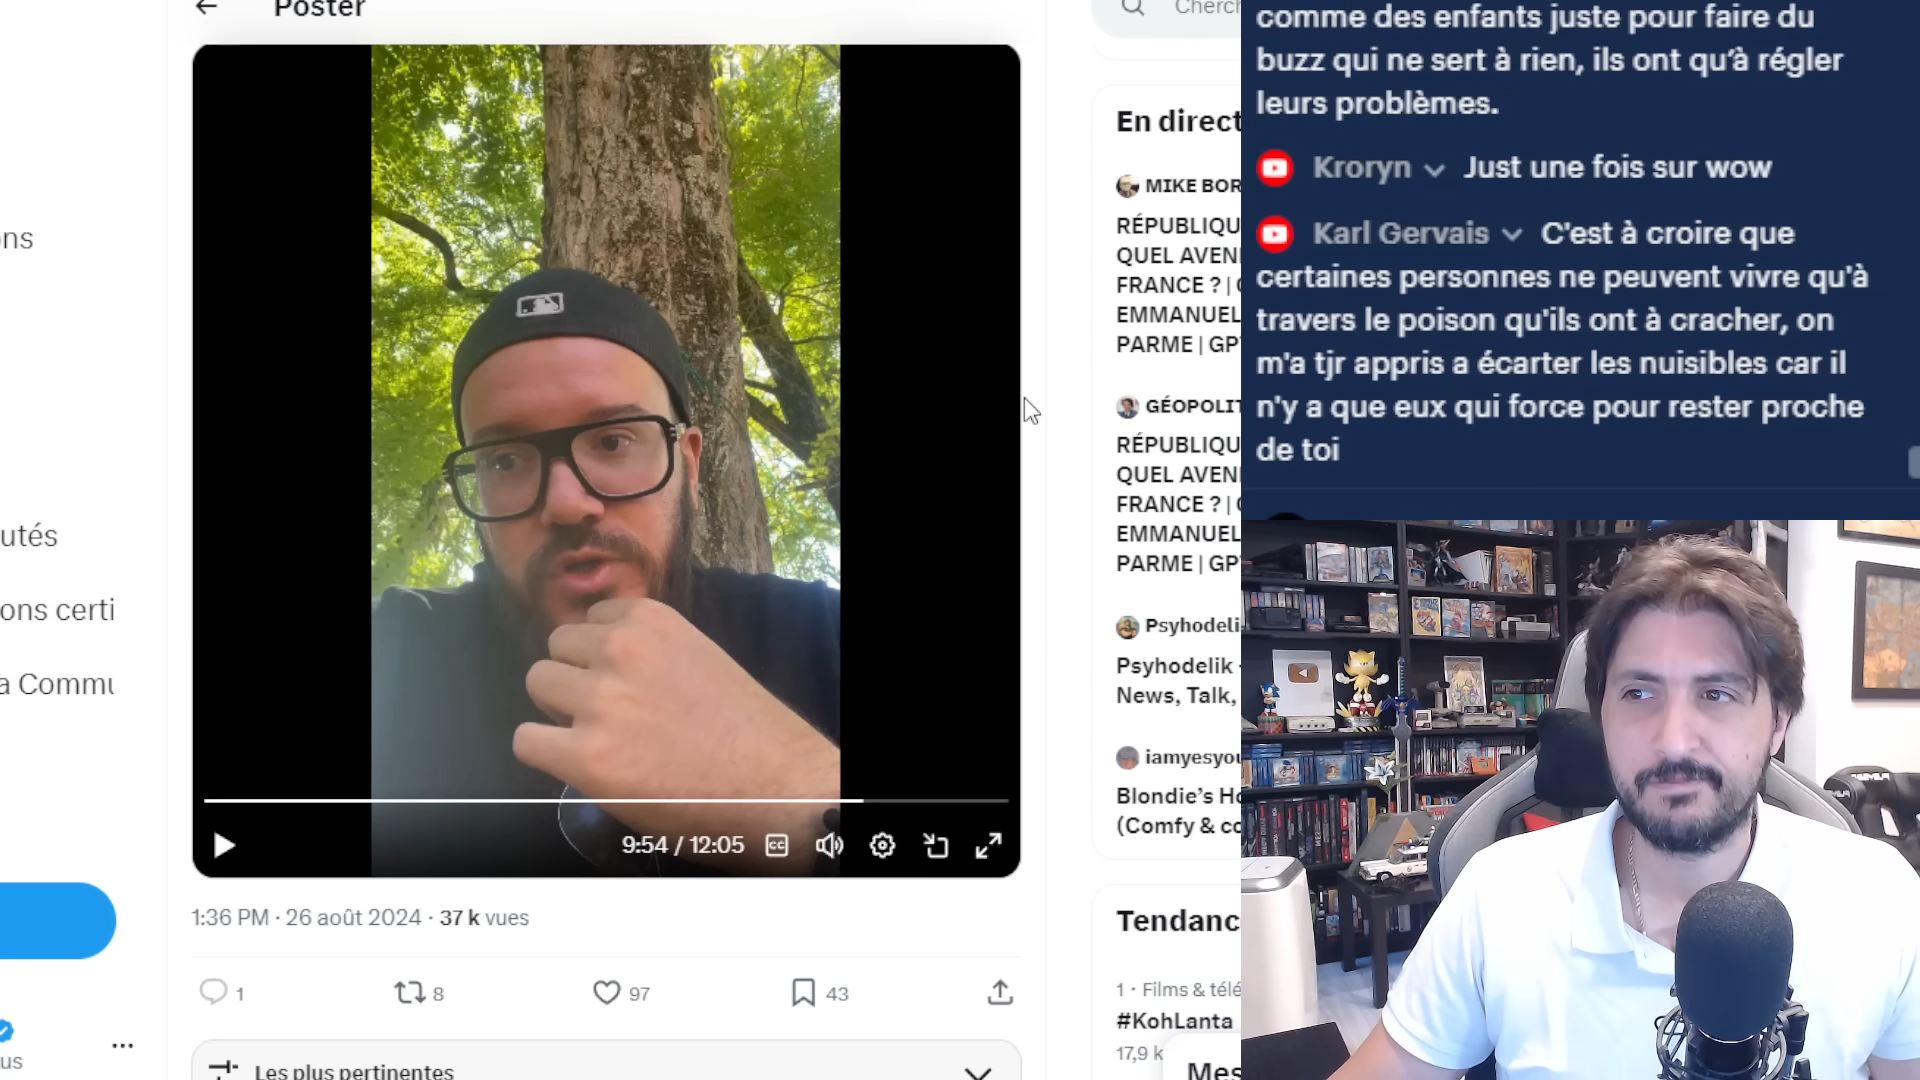 Poster
ns
utés
ons certi
a Commu
us
CC
9:54 / 12:05
1:36 PM · 26 août 2024 · 37 k vues
1
8
97
43
Les plus pertinentes
Cherch
En direct
MIKE BOR
RÉPUBLIQU
QUEL AVEN
FRANCE ? |
EMMANUEL
PARME | GP
GÉOPOLIT
RÉPUBLIQU
QUEL AVEN
FRANCE ? |
EMMANUEL
PARME | GP
Psyhodeli
Psyhodelik
News, Talk,
iamyesyou
Blondie's Ho
(Comfy & co
Tendanc
1 · Films & télé
#KohLanta
17,9 k
Mes
comme des enfants juste pour faire du
buzz qui ne sert à rien, ils ont qu'à régler
leurs problèmes.
Kroryn Just une fois sur wow
Karl Gervais C'est à croire que
certaines personnes ne peuvent vivre qu'à
travers le poison qu'ils ont à cracher, on
m'a tjr appris a écarter les nuisibles car il
n'y a que eux qui force pour rester proche
de toi